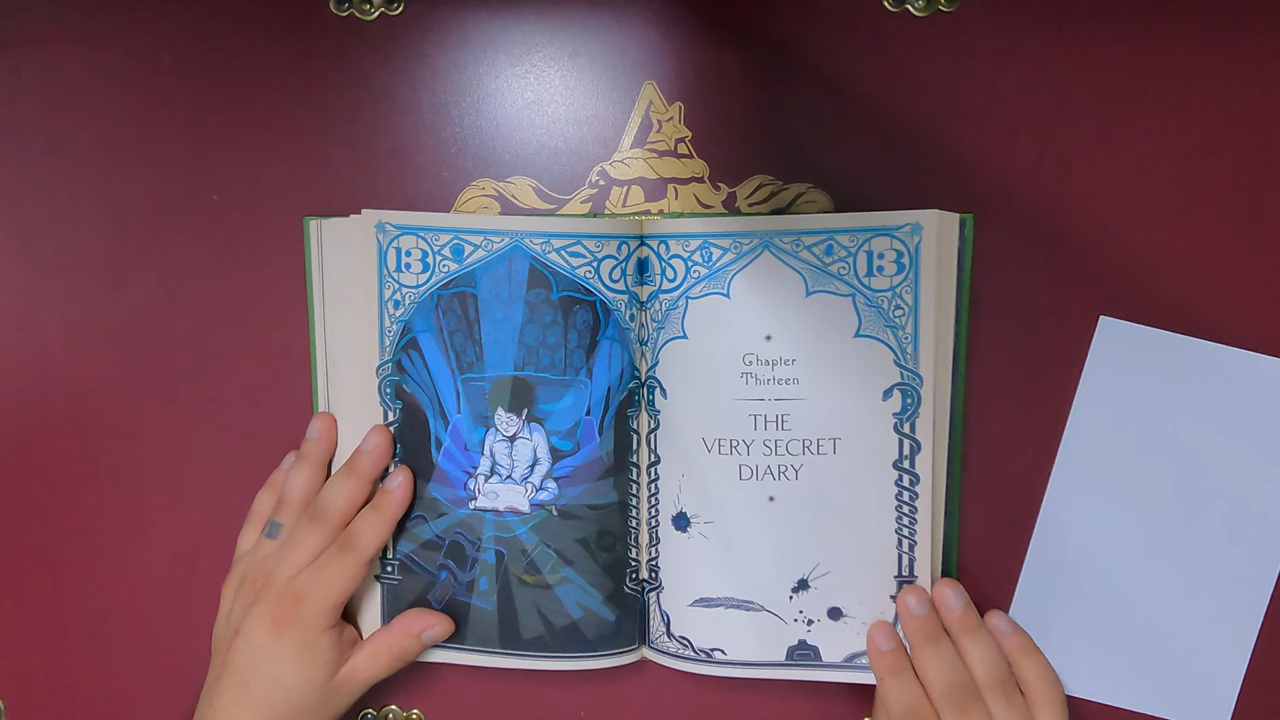 13
13
Chapter
Thirteen
THE
VERY SECRET
DIARY